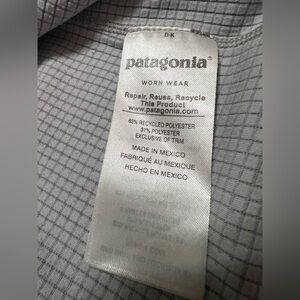 D-K
patagonia®
WORN WEAR
Repair, Reuse, Recycle
This Product
www.patagonia.com
63% RECYCLED POLYESTER
37% POLYESTER
EXCLUSIVE OF TRIM
MADE IN MEXICO
FABRIQUÉ AU MEXIQUE
HECHO EN MEXICO